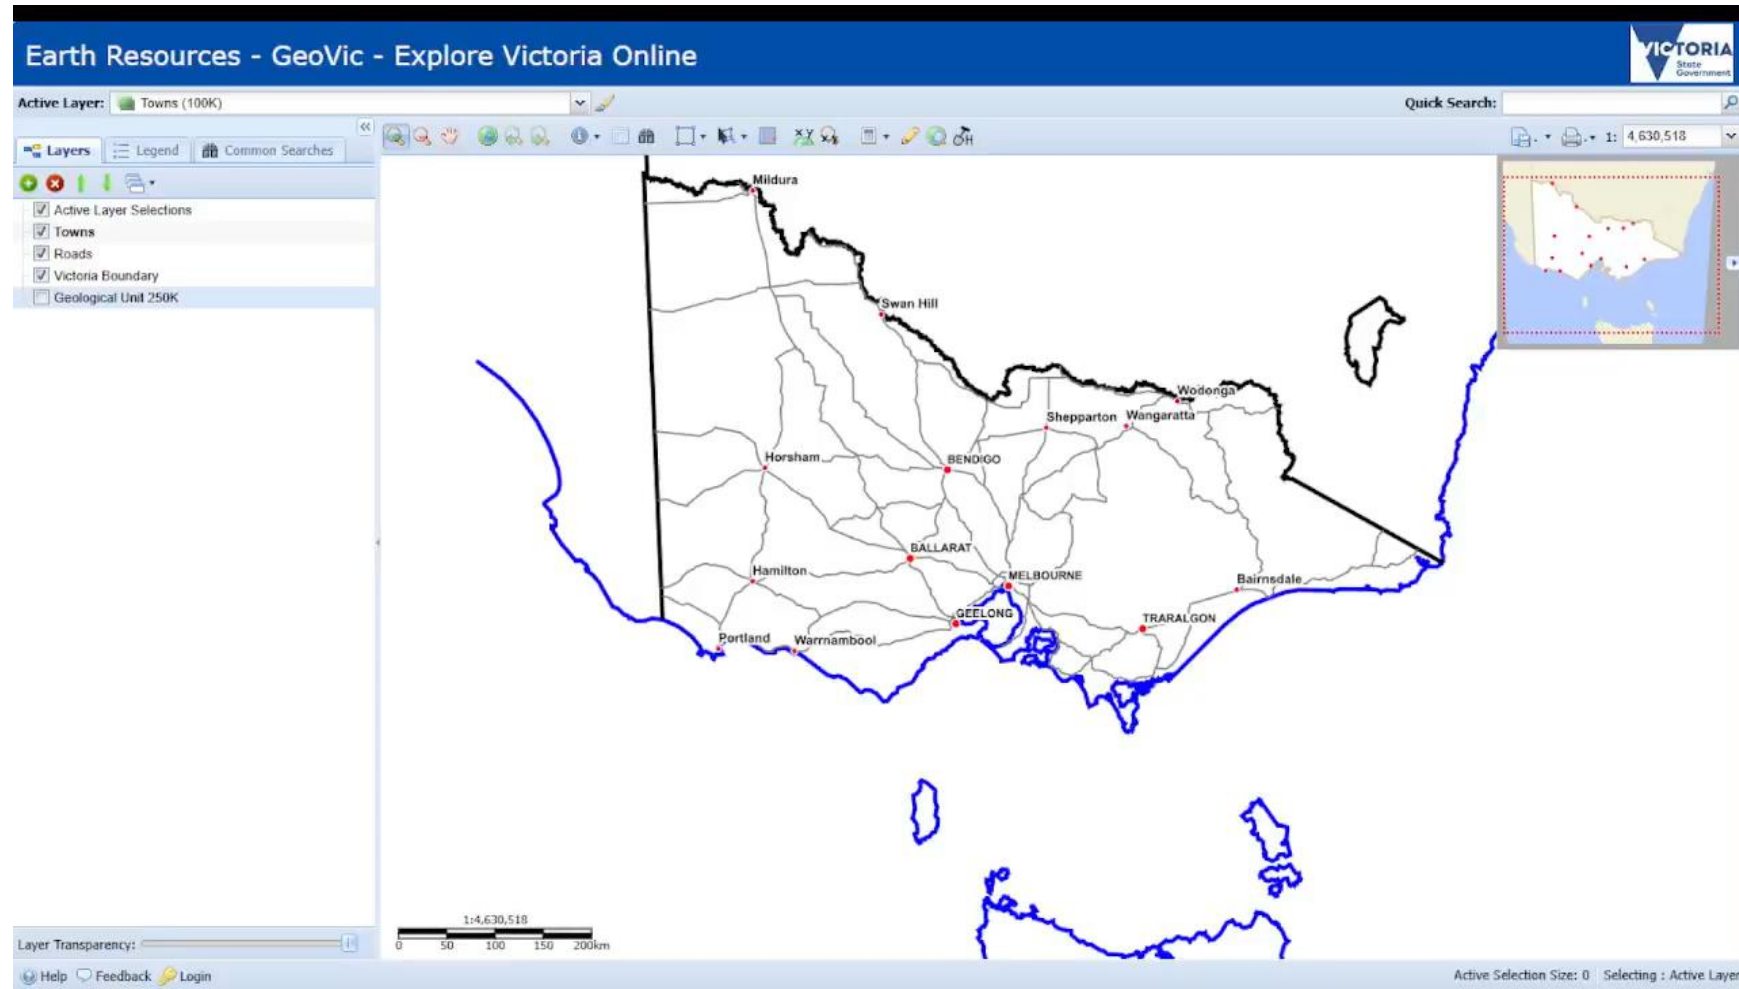 Earth Resources - GeoVic - Explore Victoria Online
VICTORIA
State
Government
Active Layer: Towns (100K)
Quick Search:
Layers Legend Common Searches
1: 4,630,518
Active Layer Selections
Towns
Roads
Victoria Boundary
Geological Unit 250K
Mildura
Swan Hill
Wodonga
Shepparton Wangaratta
Horsham
BENDIGO
BALLARAT
Hamilton
MELBOURNE
Bairnsdale
GEELONG
TRARALGON
Portland
Warrnambool
1:4,630,518
0 50 100 150 200km
Layer Transparency:
Help Feedback Login
Active Selection Size: 0 Selecting : Active Layer